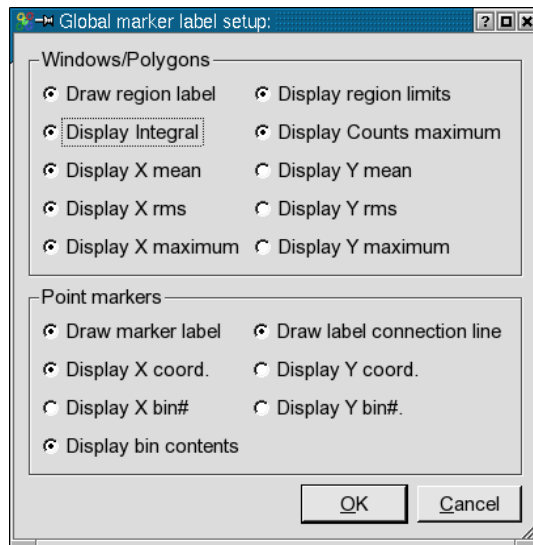 Global marker label setup:
Windows/Polygons
Draw region label Display region limits
Display Integral Display Counts maximum
Display X mean Display Y mean
Display X rms Display Y rms
Display X maximum Display Y maximum
Point markers
Draw marker label Draw label connection line
Display X coord. Display Y coord.
Display X bin# Display Y bin#.
Display bin contents
OK Cancel